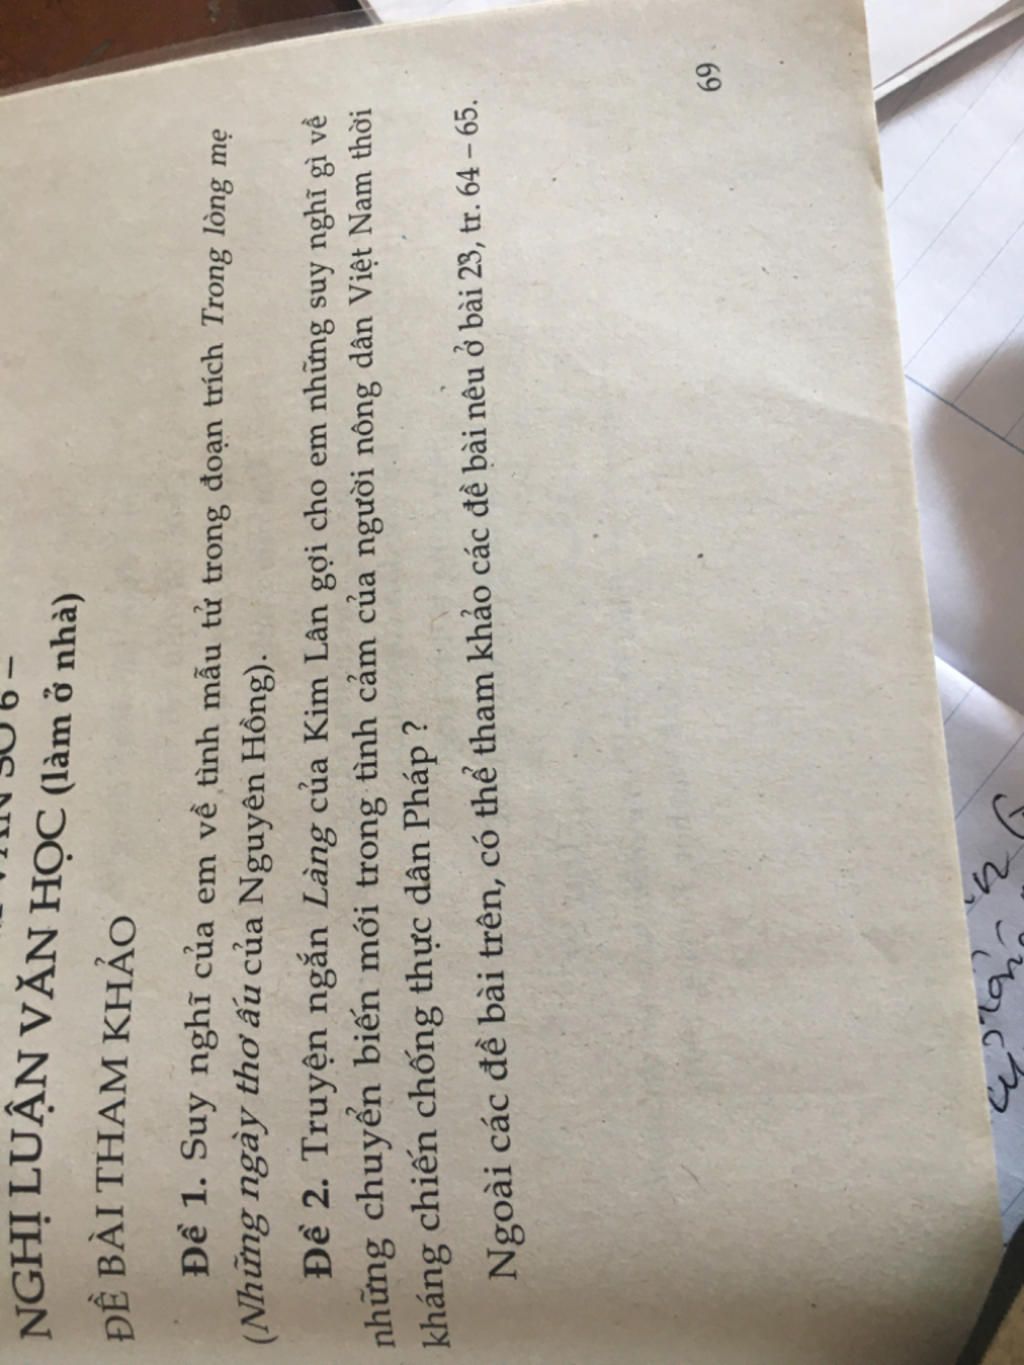 SỐ 6 –
NGHỊ LUẬN VĂN HỌC (làm ở nhà)
ĐỀ BÀI THAM KHẢO
Đề 1. Suy nghĩ của em về tình mẫu tử trong đoạn trích Trong lòng mẹ
(Những ngày thơ ấu của Nguyên Hồng).
Đề 2. Truyện ngắn Làng của Kim Lân gợi cho em những suy nghĩ gì về
những chuyển biến mới trong tình cảm của người nông dân Việt Nam thời
kháng chiến chống thực dân Pháp ?
Ngoài các đề bài trên, có thể tham khảo các đề bài nêu ở bài 23, tr. 64 – 65.
69